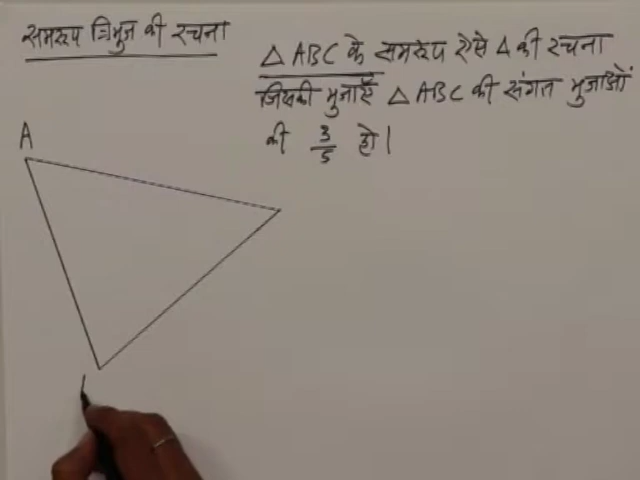 समरूप त्रिभुज की रचना
△ ABC के समरूप ऐसे △ की रचना
जिसकी भुजाएँ △ ABC की संगत भुजाओं
की 3/5 हो।
A